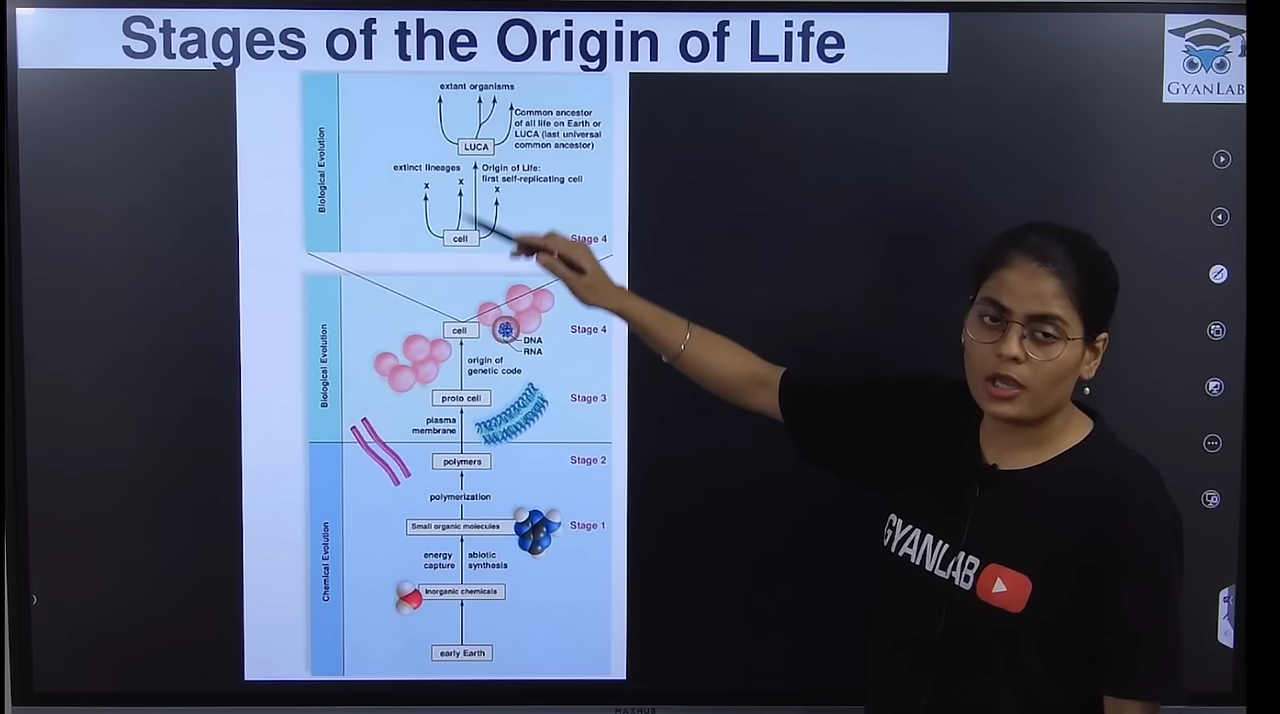 Stages of the Origin of Life
GYANLAB
extant organisms
Common ancestor
of all life on Earth or
LUCA (last universal
common ancestor)
LUCA
extinct lineages
Origin of Life:
first self-replicating cell
x
x
x
cell
Stage 4
Biological Evolution
cell
Stage 4
DNA
RNA
origin of
genetic code
proto cell
Stage 3
plasma
membrane
Biological Evolution
polymers
Stage 2
polymerization
Small organic molecules
Stage 1
energy
capture
abiotic
synthesis
Inorganic chemicals
early Earth
Chemical Evolution
GYANLAB
MAXHUB